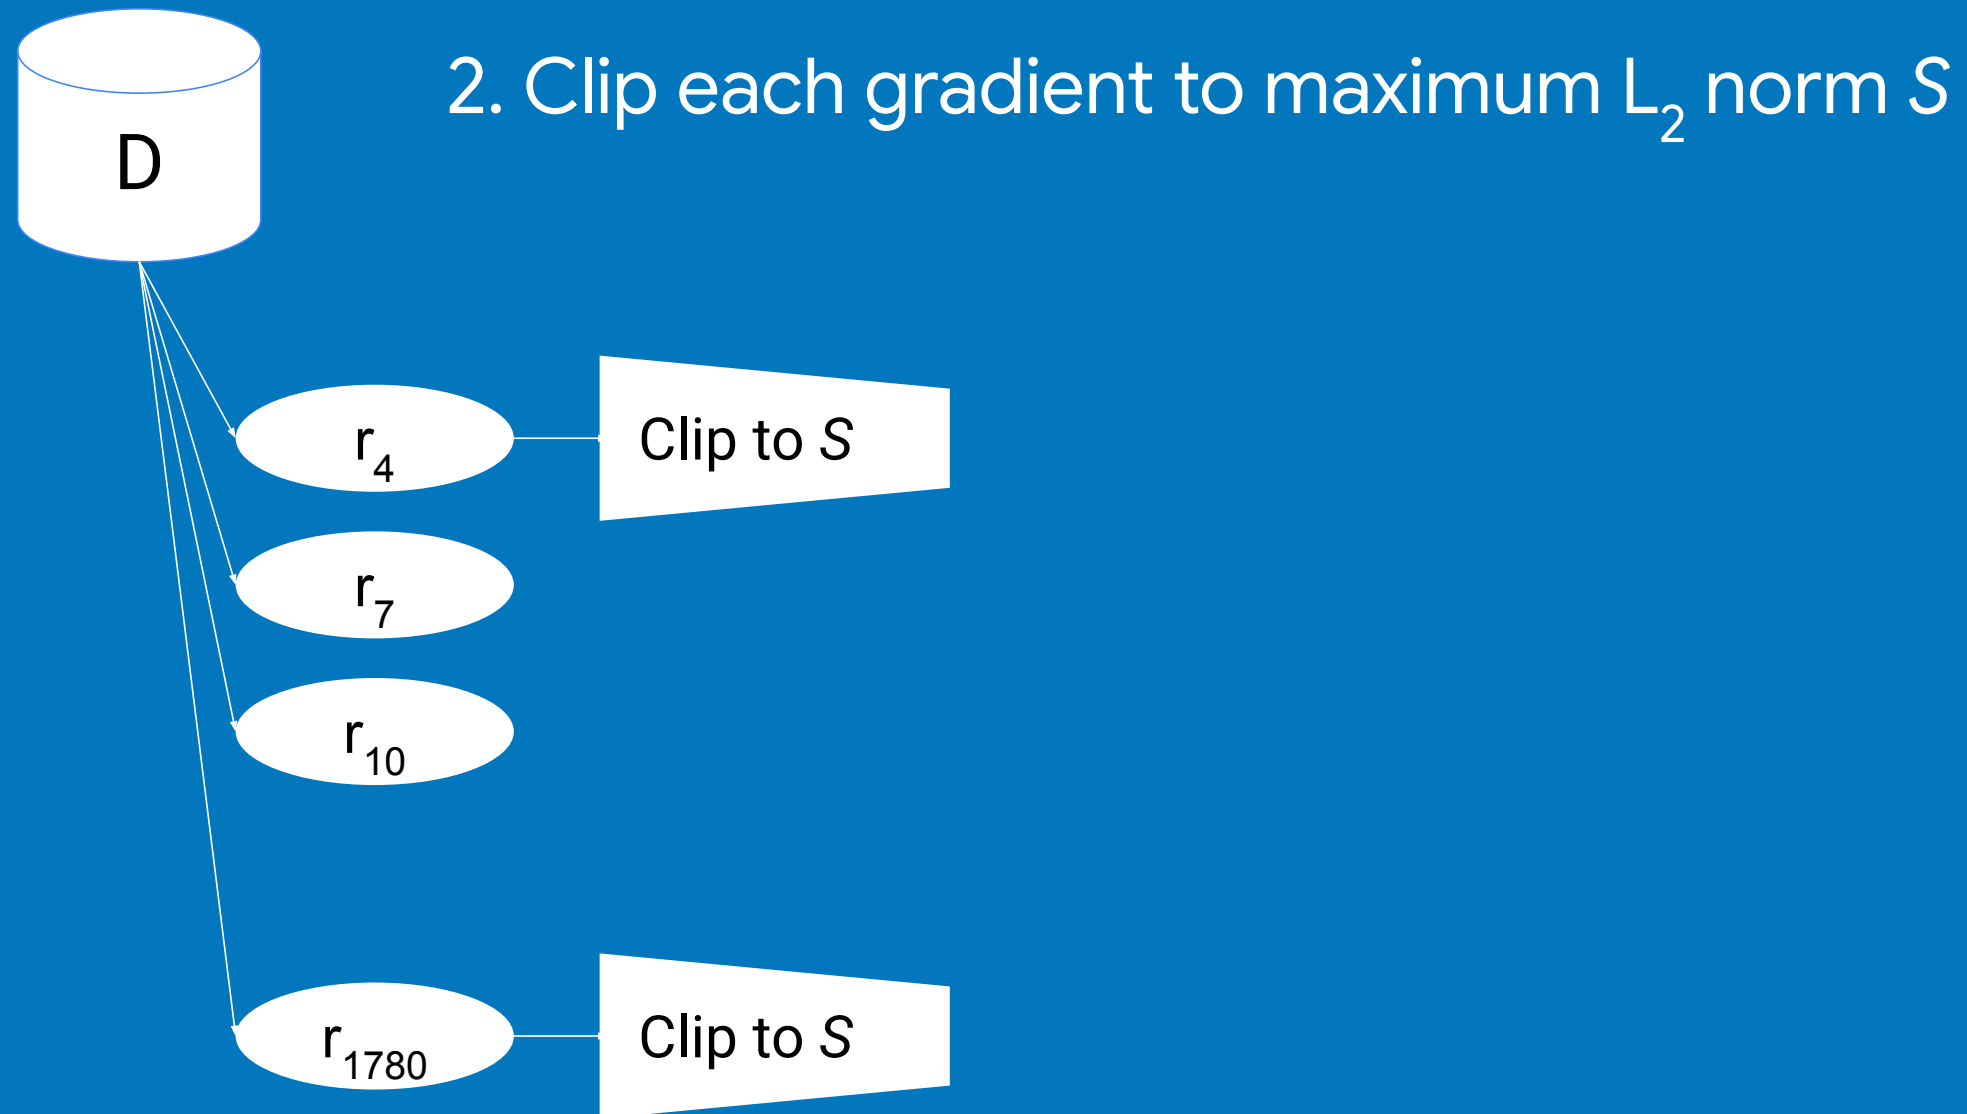 2. Clip each gradient to maximum L₂ norm S
D
r₄
Clip to S
r₇
r₁₀
r₁₇₈₀
Clip to S